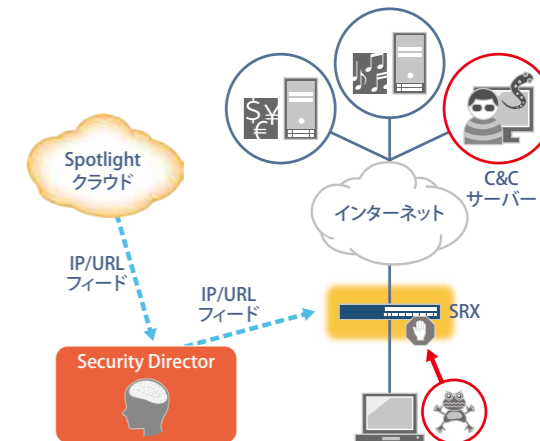 $ ¥
€
Spotlight
クラウド
C&C
サーバー
インターネット
IP/URL
フィード
IP/URL
フィード
SRX
Security Director